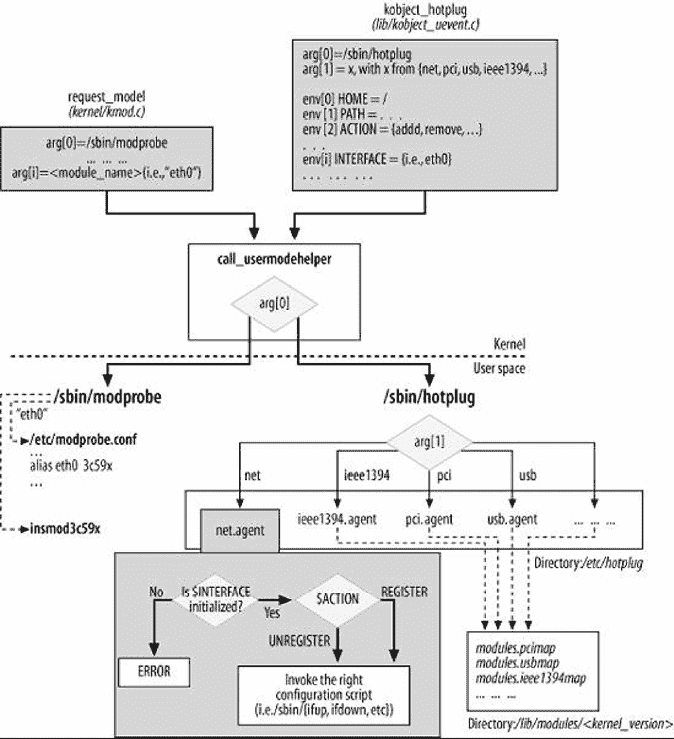 kobject_hotplug
(lib/kobject_uevent.c)
arg[0]=/sbin/hotplug
arg[1] = x, with x from {net, pci, usb, ieee1394, ...}
env[0] HOME = /
env [1] PATH = . . .
env [2] ACTION = {addd, remove, ...}
. . .
env[i] INTERFACE = {i.e., eth0}
. . . . . . . . .
request_model
(kernel/kmod.c)
arg[0]=/sbin/modprobe
... ... ...
arg[i]=<module_name>(i.e.,"eth0")
call_usermodehelper
arg[0]
Kernel
User space
/sbin/modprobe
"eth0"
/etc/modprobe.conf
...
alias eth0 3c59x
...
insmod3c59x
/sbin/hotplug
arg[1]
net
ieee1394
pci
usb
net.agent
ieee1394.agent
pci.agent
usb.agent
... ... ...
Directory:/etc/hotplug
Is $INTERFACE
initialized?
No
Yes
$ACTION
REGISTER
UNREGISTER
ERROR
Invoke the right
configuration script
(i.e./sbin/{ifup, ifdown, etc})
modules.pcimap
modules.usbmap
modules.ieee1394map
... ... ...
Directory:/lib/modules/<kernel_version>